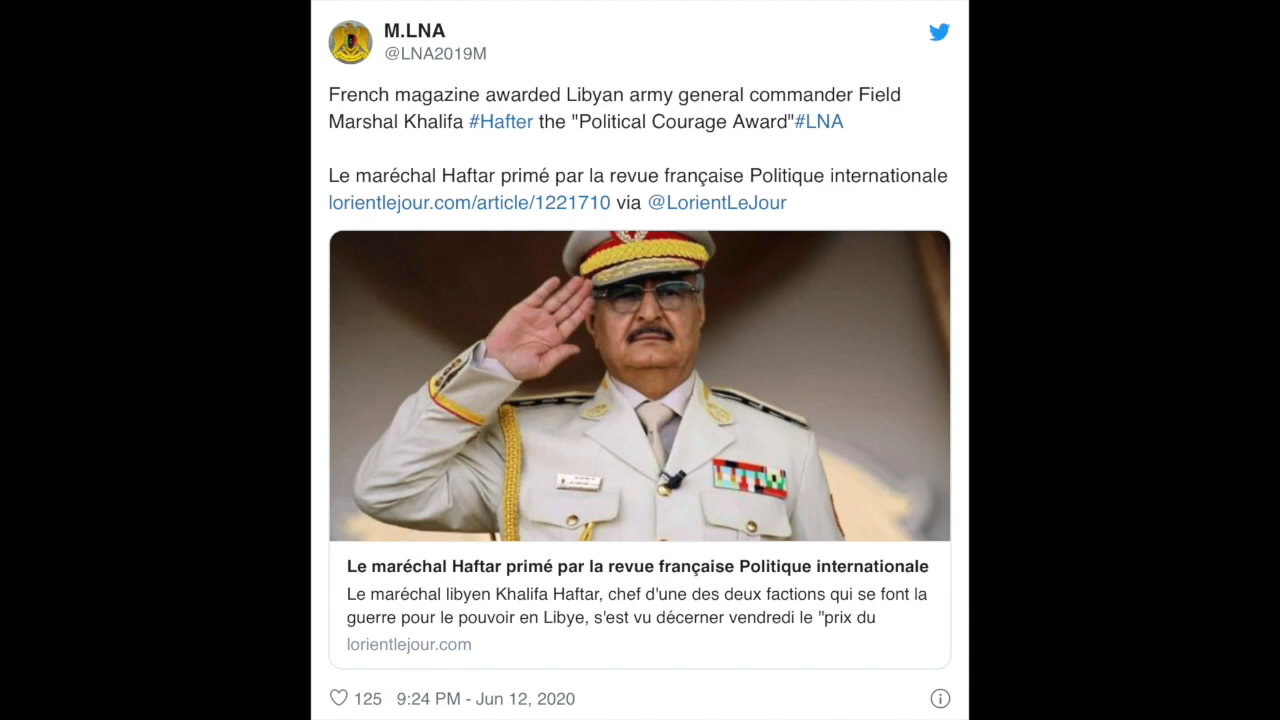 M.LNA
@LNA2019M
French magazine awarded Libyan army general commander Field
Marshal Khalifa #Hafter the "Political Courage Award"#LNA
Le maréchal Haftar primé par la revue française Politique internationale
lorientlejour.com/article/1221710 via @LorientLeJour
Le maréchal Haftar primé par la revue française Politique internationale
Le maréchal libyen Khalifa Haftar, chef d'une des deux factions qui se font la
guerre pour le pouvoir en Libye, s'est vu décerner vendredi le "prix du
lorientlejour.com
125 9:24 PM - Jun 12, 2020